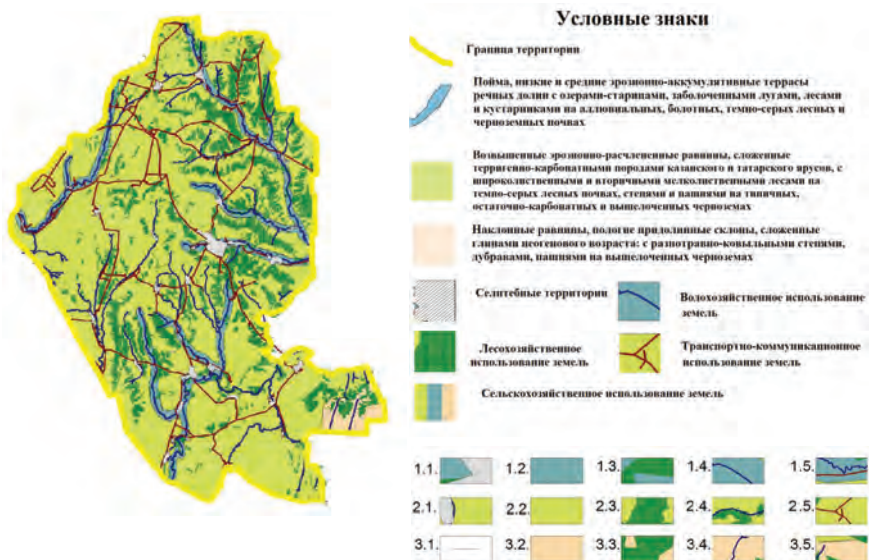 Условные знаки
Граница территории
Пойма, низкие и средние эрозионно-аккумулятивные террасы
речных долин с озерами-старицами, заболоченными лугами, лесами
и кустарниками на аллювиальных, болотных, темно-серых лесных и
черноземных почвах
Возвышенные эрозионно-расчлененные равнины, сложенные
терригенно-карбонатными породами казанского и татарского ярусов, с
широколиственными и вторичными мелколиственными лесами на
темно-серых лесных почвах, степями и пашнями на типичных,
остаточно-карбонатных и выщелоченных черноземах
Наклонные равнины, пологие придолинные склоны, сложенные
глинами неогенового возраста: с разнотравно-ковыльными степями,
дубравами, пашнями на выщелоченных черноземах
Селитебные территории
Водохозяйственное использование
земель
Лесохозяйственное
использование земель
Транспортно-коммуникационное
использование земель
Сельскохозяйственное использование земель
1.1. 1.2. 1.3. 1.4. 1.5.
2.1. 2.2. 2.3. 2.4. 2.5.
3.1. 3.2. 3.3. 3.4. 3.5.